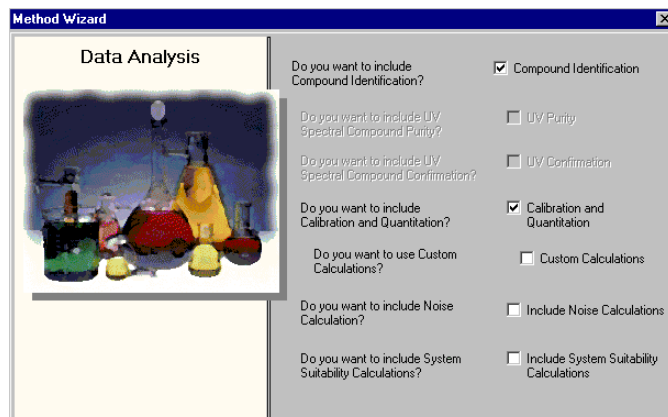 Method Wizard
Data Analysis
Do you want to include
Compound Identification?
Compound Identification
Do you want to include UV
Spectral Compound Purity?
UV Purity
Do you want to include UV
Spectral Compound Confirmation?
UV Confirmation
Do you want to include
Calibration and Quantitation?
Calibration and
Quantitation
Do you want to use Custom
Calculations?
Custom Calculations
Do you want to include Noise
Calculation?
Include Noise Calculations
Do you want to include System
Suitability Calculations?
Include System Suitability
Calculations